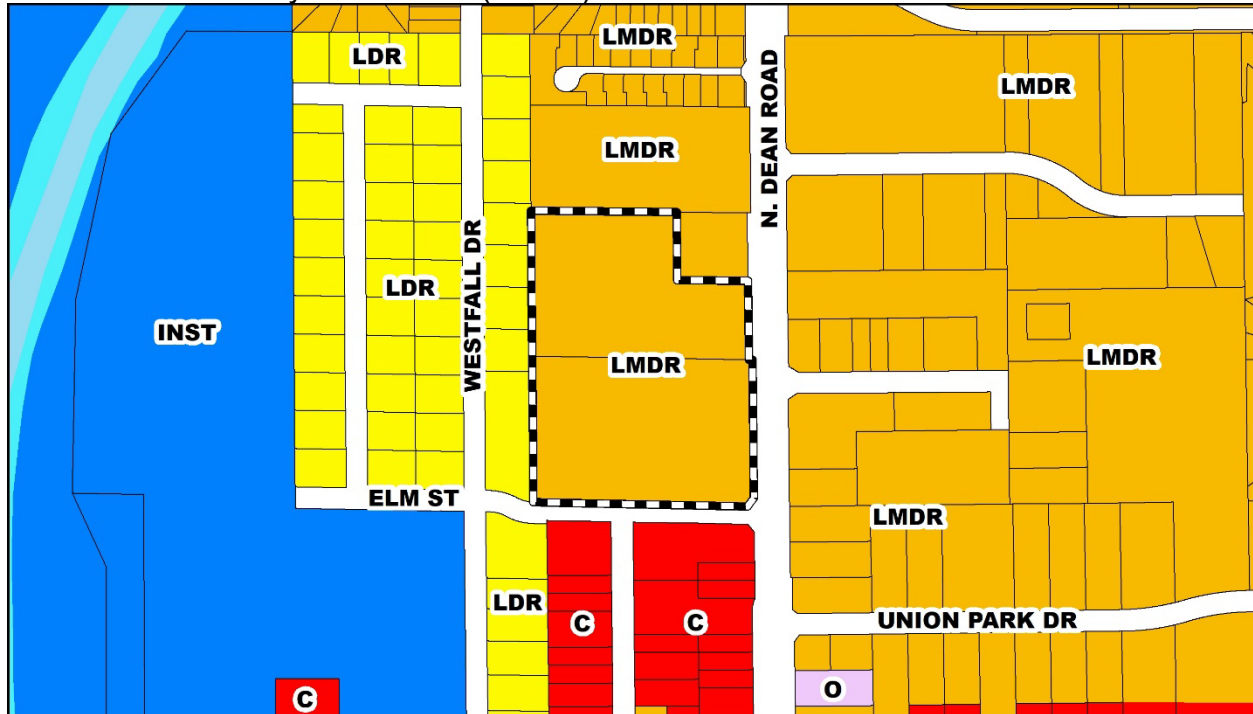 LMDR
LDR
LMDR
N. DEAN ROAD
LMDR
WESTFALL DR
LDR
INST
LMDR
LMDR
ELM ST
LMDR
LDR
C
C
UNION PARK DR
C
O